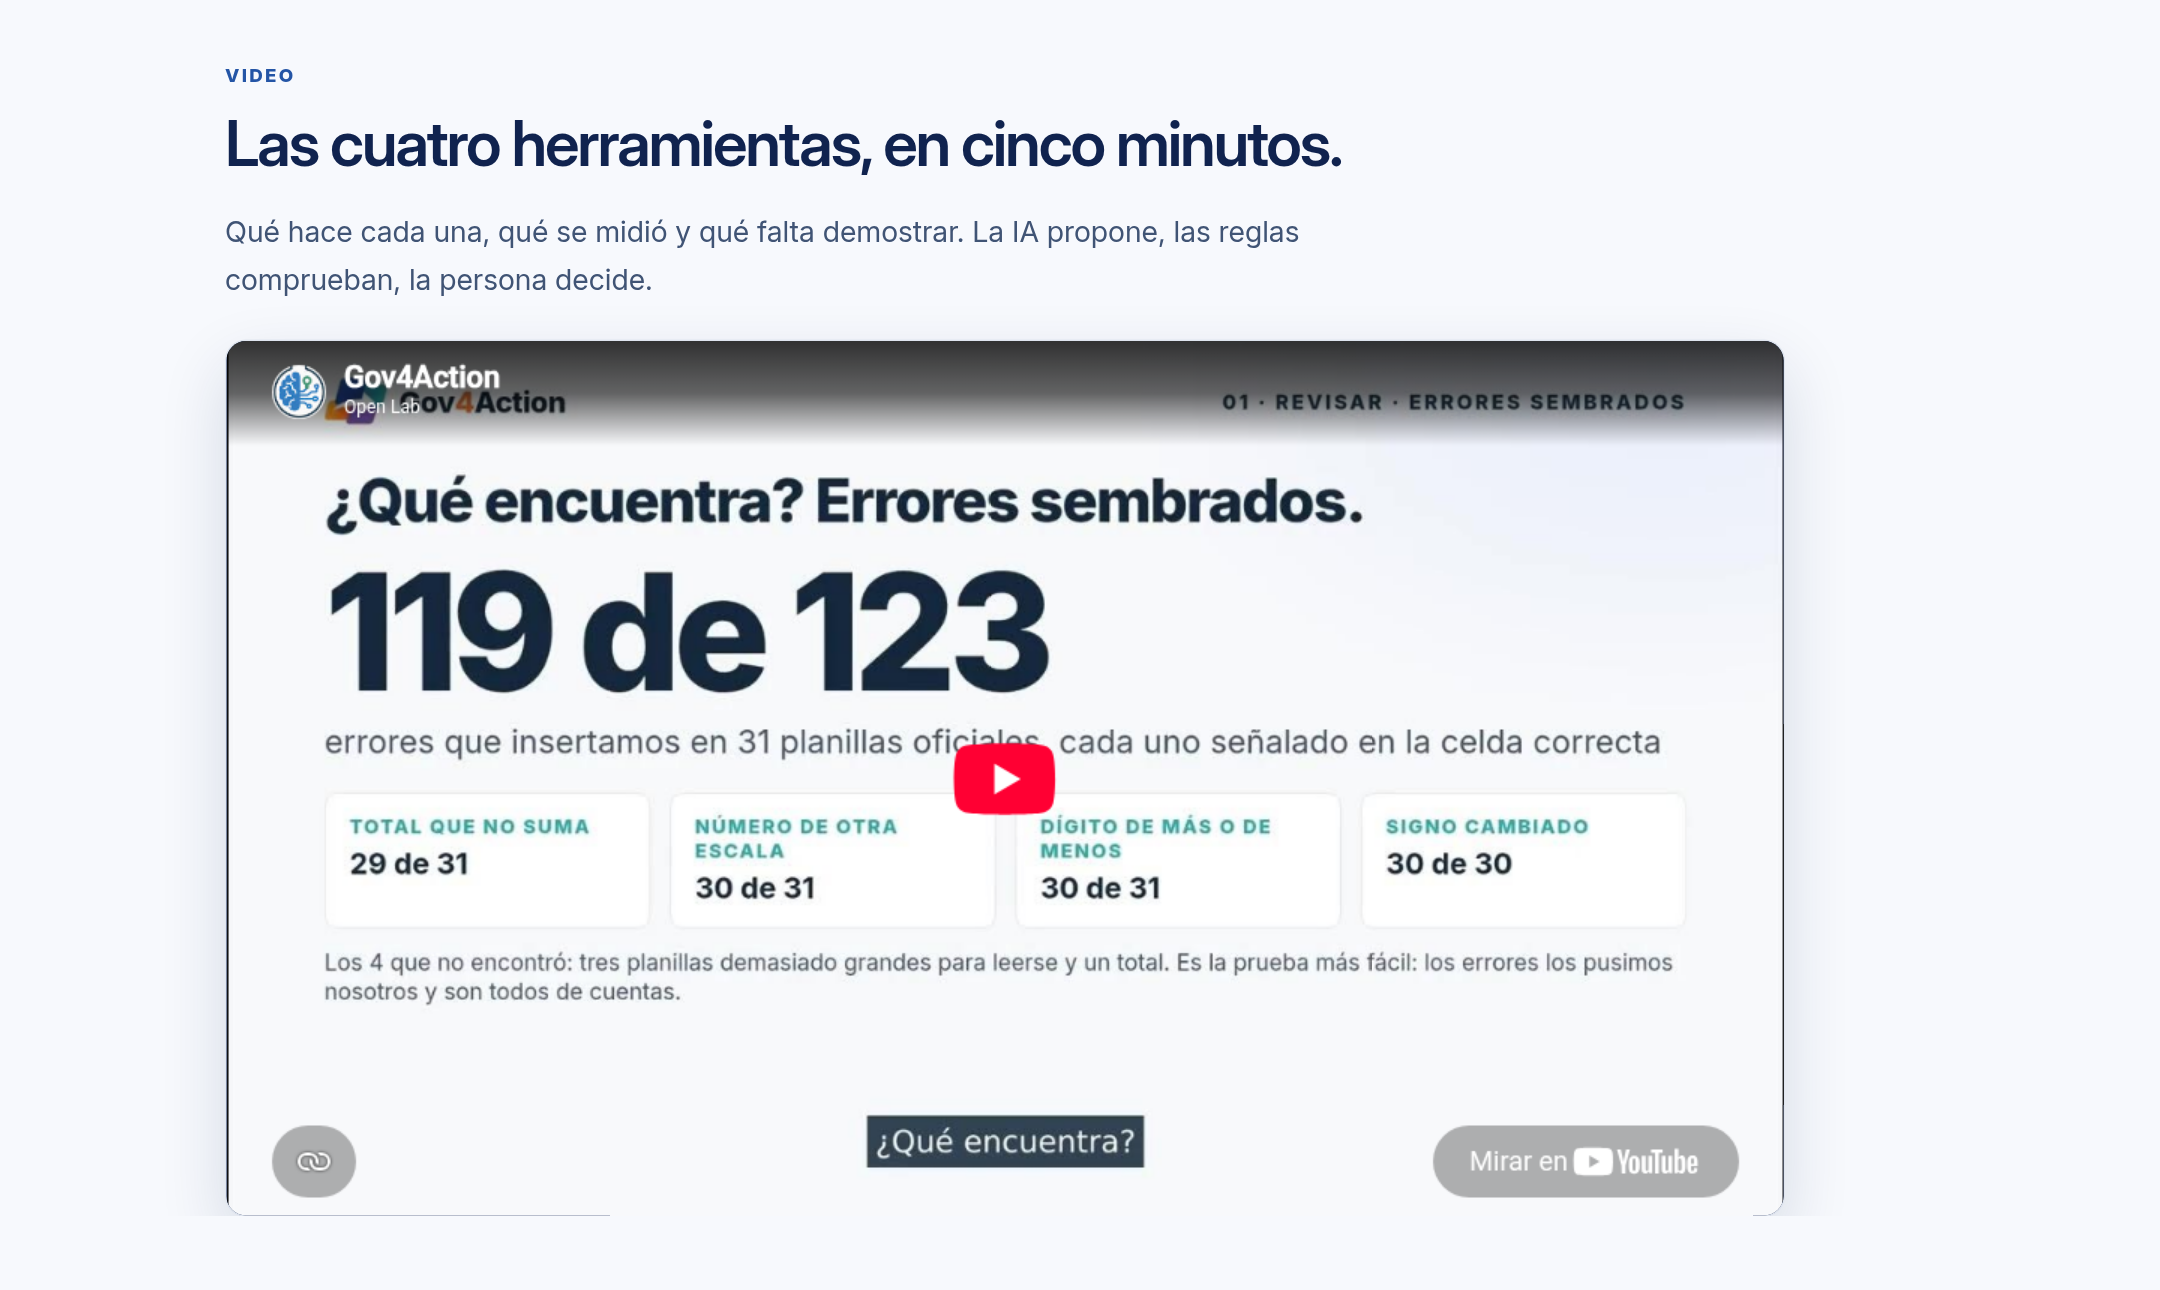 VIDEO
Las cuatro herramientas, en cinco minutos.
Qué hace cada una, qué se midió y qué falta demostrar. La IA propone, las reglas
comprueban, la persona decide.
Gov4Action
Open Lab
Gov4Action
01 · REVISAR · ERRORES SEMBRADOS
¿Qué encuentra? Errores sembrados.
119 de 123
errores que insertamos en 31 planillas oficiales, cada uno señalado en la celda correcta
TOTAL QUE NO SUMA
29 de 31
NÚMERO DE OTRA
ESCALA
30 de 31
DÍGITO DE MÁS O DE
MENOS
30 de 31
SIGNO CAMBIADO
30 de 30
Los 4 que no encontró: tres planillas demasiado grandes para leerse y un total. Es la prueba más fácil: los errores los pusimos
nosotros y son todos de cuentas.
¿Qué encuentra?
Mirar en YouTube